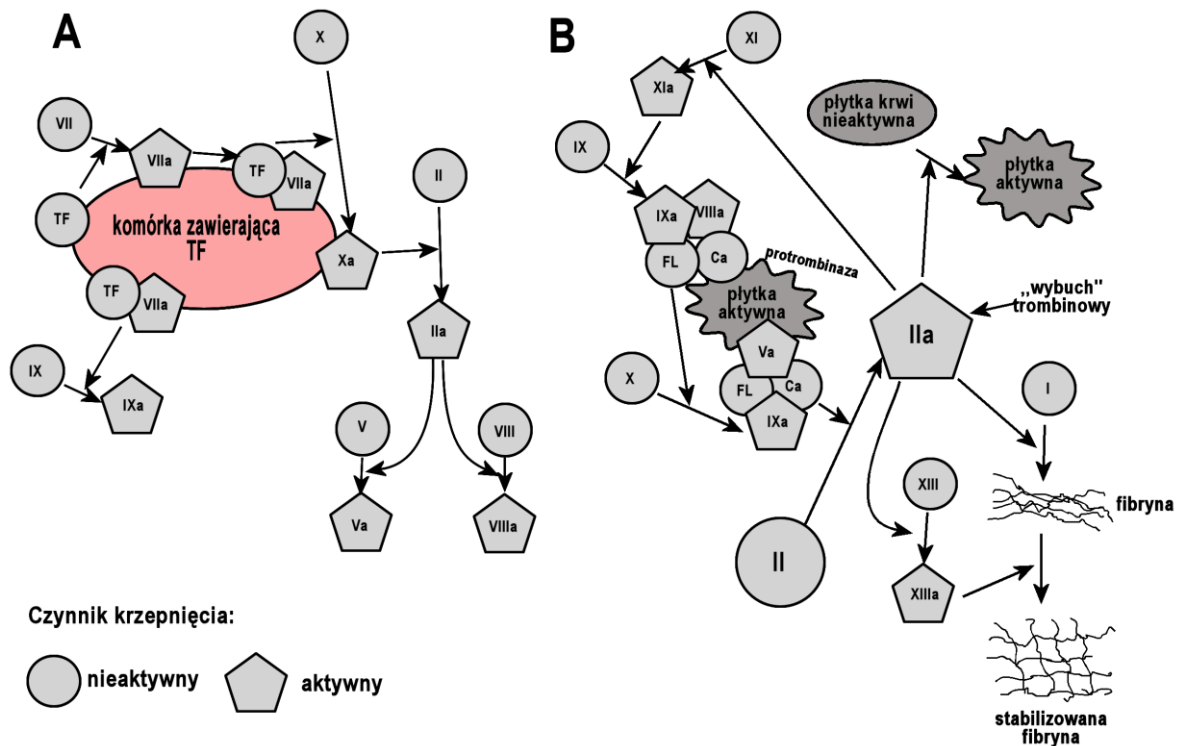 A
X
VII
VIIa
TF
VIIa
II
TF
komórka zawierająca
TF
Xa
TF
VIIa
IIa
IX
IXa
V
VIII
Va
VIIIa
Czynnik krzepnięcia:
nieaktywny
aktywny
B
XI
XIa
płytka krwi
nieaktywna
płytka
aktywna
IX
IXa
VIIIa
FL
Ca
protrombinaza
płytka
aktywna
Va
„wybuch"
trombinowy
IIa
X
FL
Ca
IXa
I
XIII
fibryna
II
XIIIa
stabilizowana
fibryna